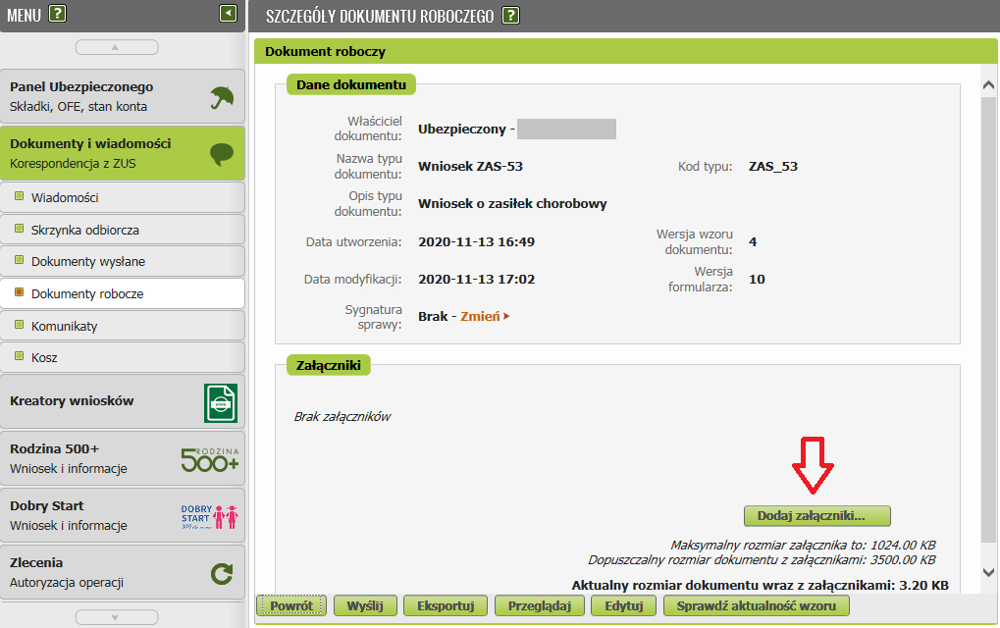 MENU ?
SZCZEGÓŁY DOKUMENTU ROBOCZEGO ?
Panel Ubezpieczonego
Składki, OFE, stan konta
Dokumenty i wiadomości
Korespondencja z ZUS
Wiadomości
Skrzynka odbiorcza
Dokumenty wysłane
Dokumenty robocze
Komunikaty
Kosz
Kreatory wniosków
Rodzina 500+
Wniosek i informacje
RODZINA
500+
Dobry Start
Wniosek i informacje
DOBRY
START
Zlecenia
Autoryzacja operacji
Dokument roboczy
Dane dokumentu
Właściciel
dokumentu:
Ubezpieczony -
Nazwa typu
dokumentu:
Wniosek ZAS-53
Kod typu: ZAS_53
Opis typu
dokumentu:
Wniosek o zasiłek chorobowy
Data utworzenia: 2020-11-13 16:49
Wersja wzoru
dokumentu:
4
Data modyfikacji: 2020-11-13 17:02
Wersja
formularza:
10
Sygnatura
sprawy:
Brak - Zmień
Załączniki
Brak załączników
Dodaj załączniki...
Maksymalny rozmiar załącznika to: 1024.00 KB
Dopuszczalny rozmiar dokumentu z załącznikami: 3500.00 KB
Aktualny rozmiar dokumentu wraz z załącznikami: 3.20 KB
Powrót Wyślij Eksportuj Przeglądaj Edytuj Sprawdź aktualność wzoru